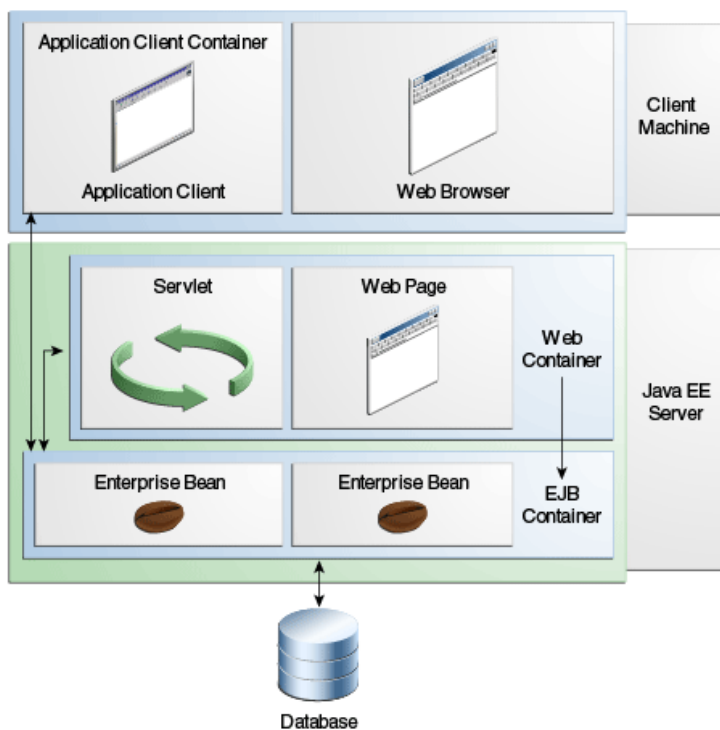 Application Client Container
Application Client
Web Browser
Client
Machine
Servlet
Web Page
Web
Container
Java EE
Server
Enterprise Bean
Enterprise Bean
EJB
Container
Database